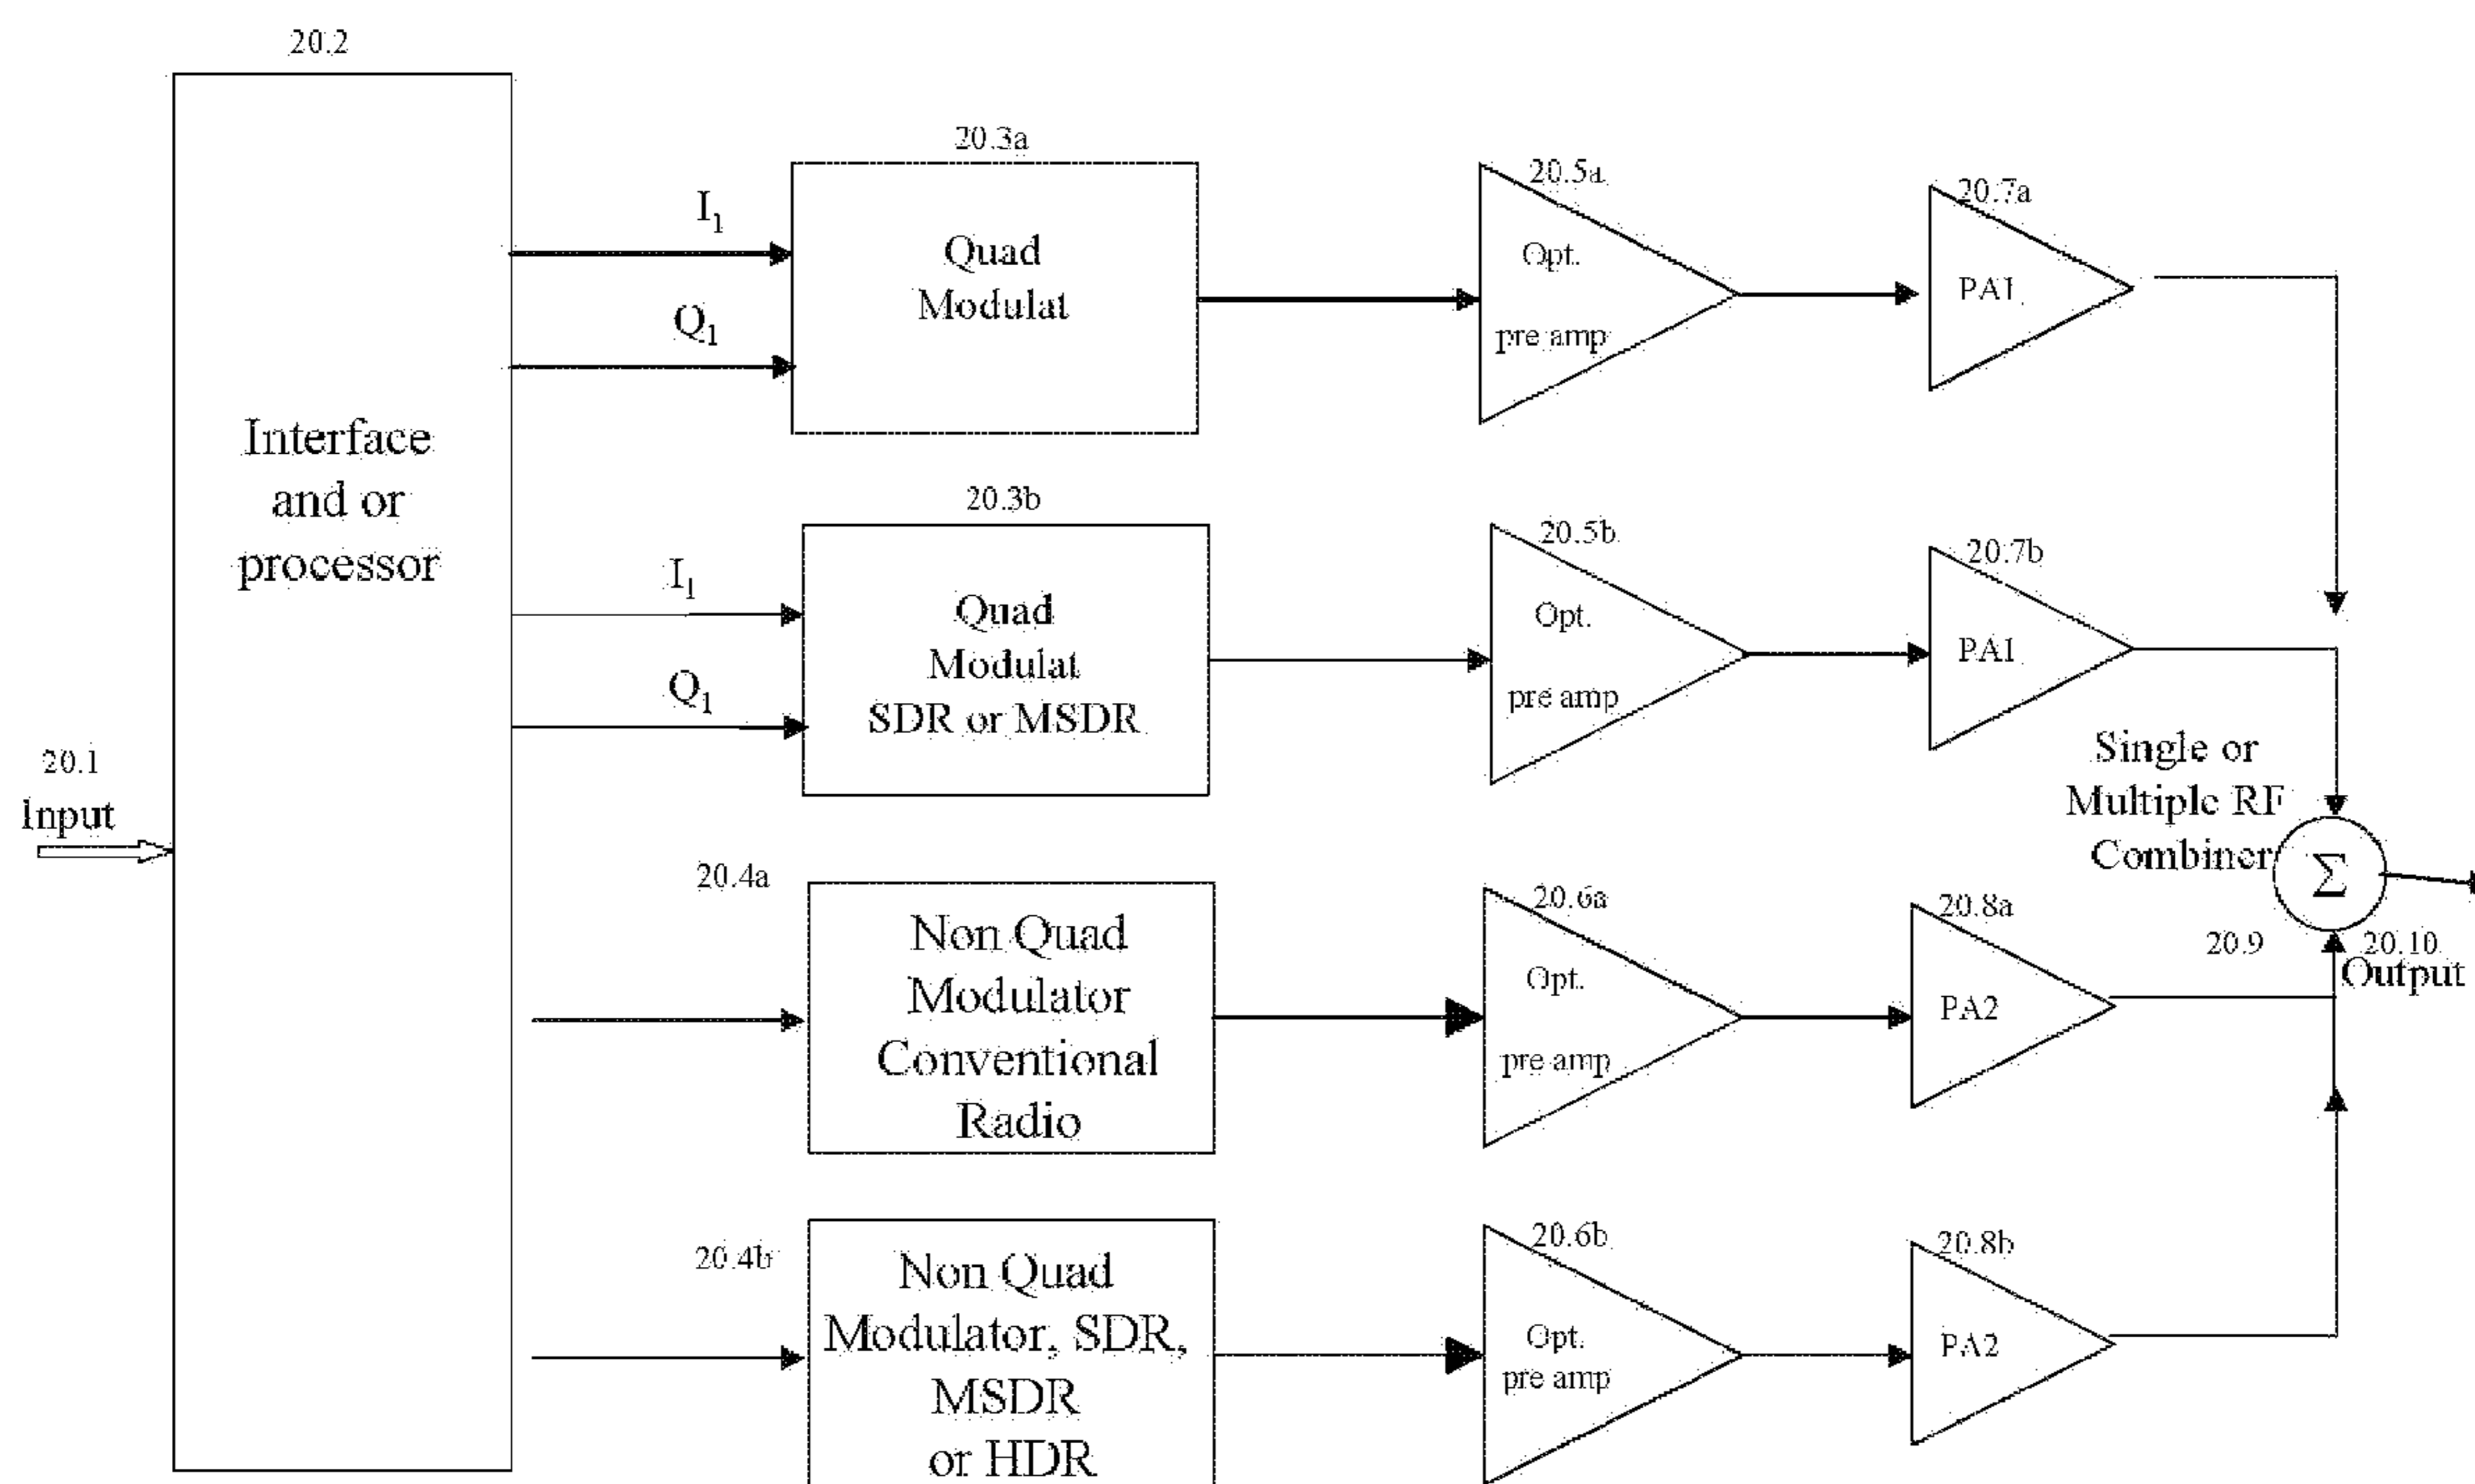 20.2
20.3a
20.5a
20.7a
I1
Q1
Quad
Modulat
Opt.
pre amp
PA1
Interface
and or
processor
20.3b
20.5b
20.7b
I1
Q1
Quad
Modulat
SDR or MSDR
Opt.
pre amp
PA1
20.1
Input
Single or
Multiple RF
Combiner
Σ
20.9
20.10
Output
20.4a
20.6a
20.8a
Non Quad
Modulator
Conventional
Radio
Opt.
pre amp
PA2
20.4b
20.6b
20.8b
Non Quad
Modulator, SDR,
MSDR
or HDR
Opt.
pre amp
PA2